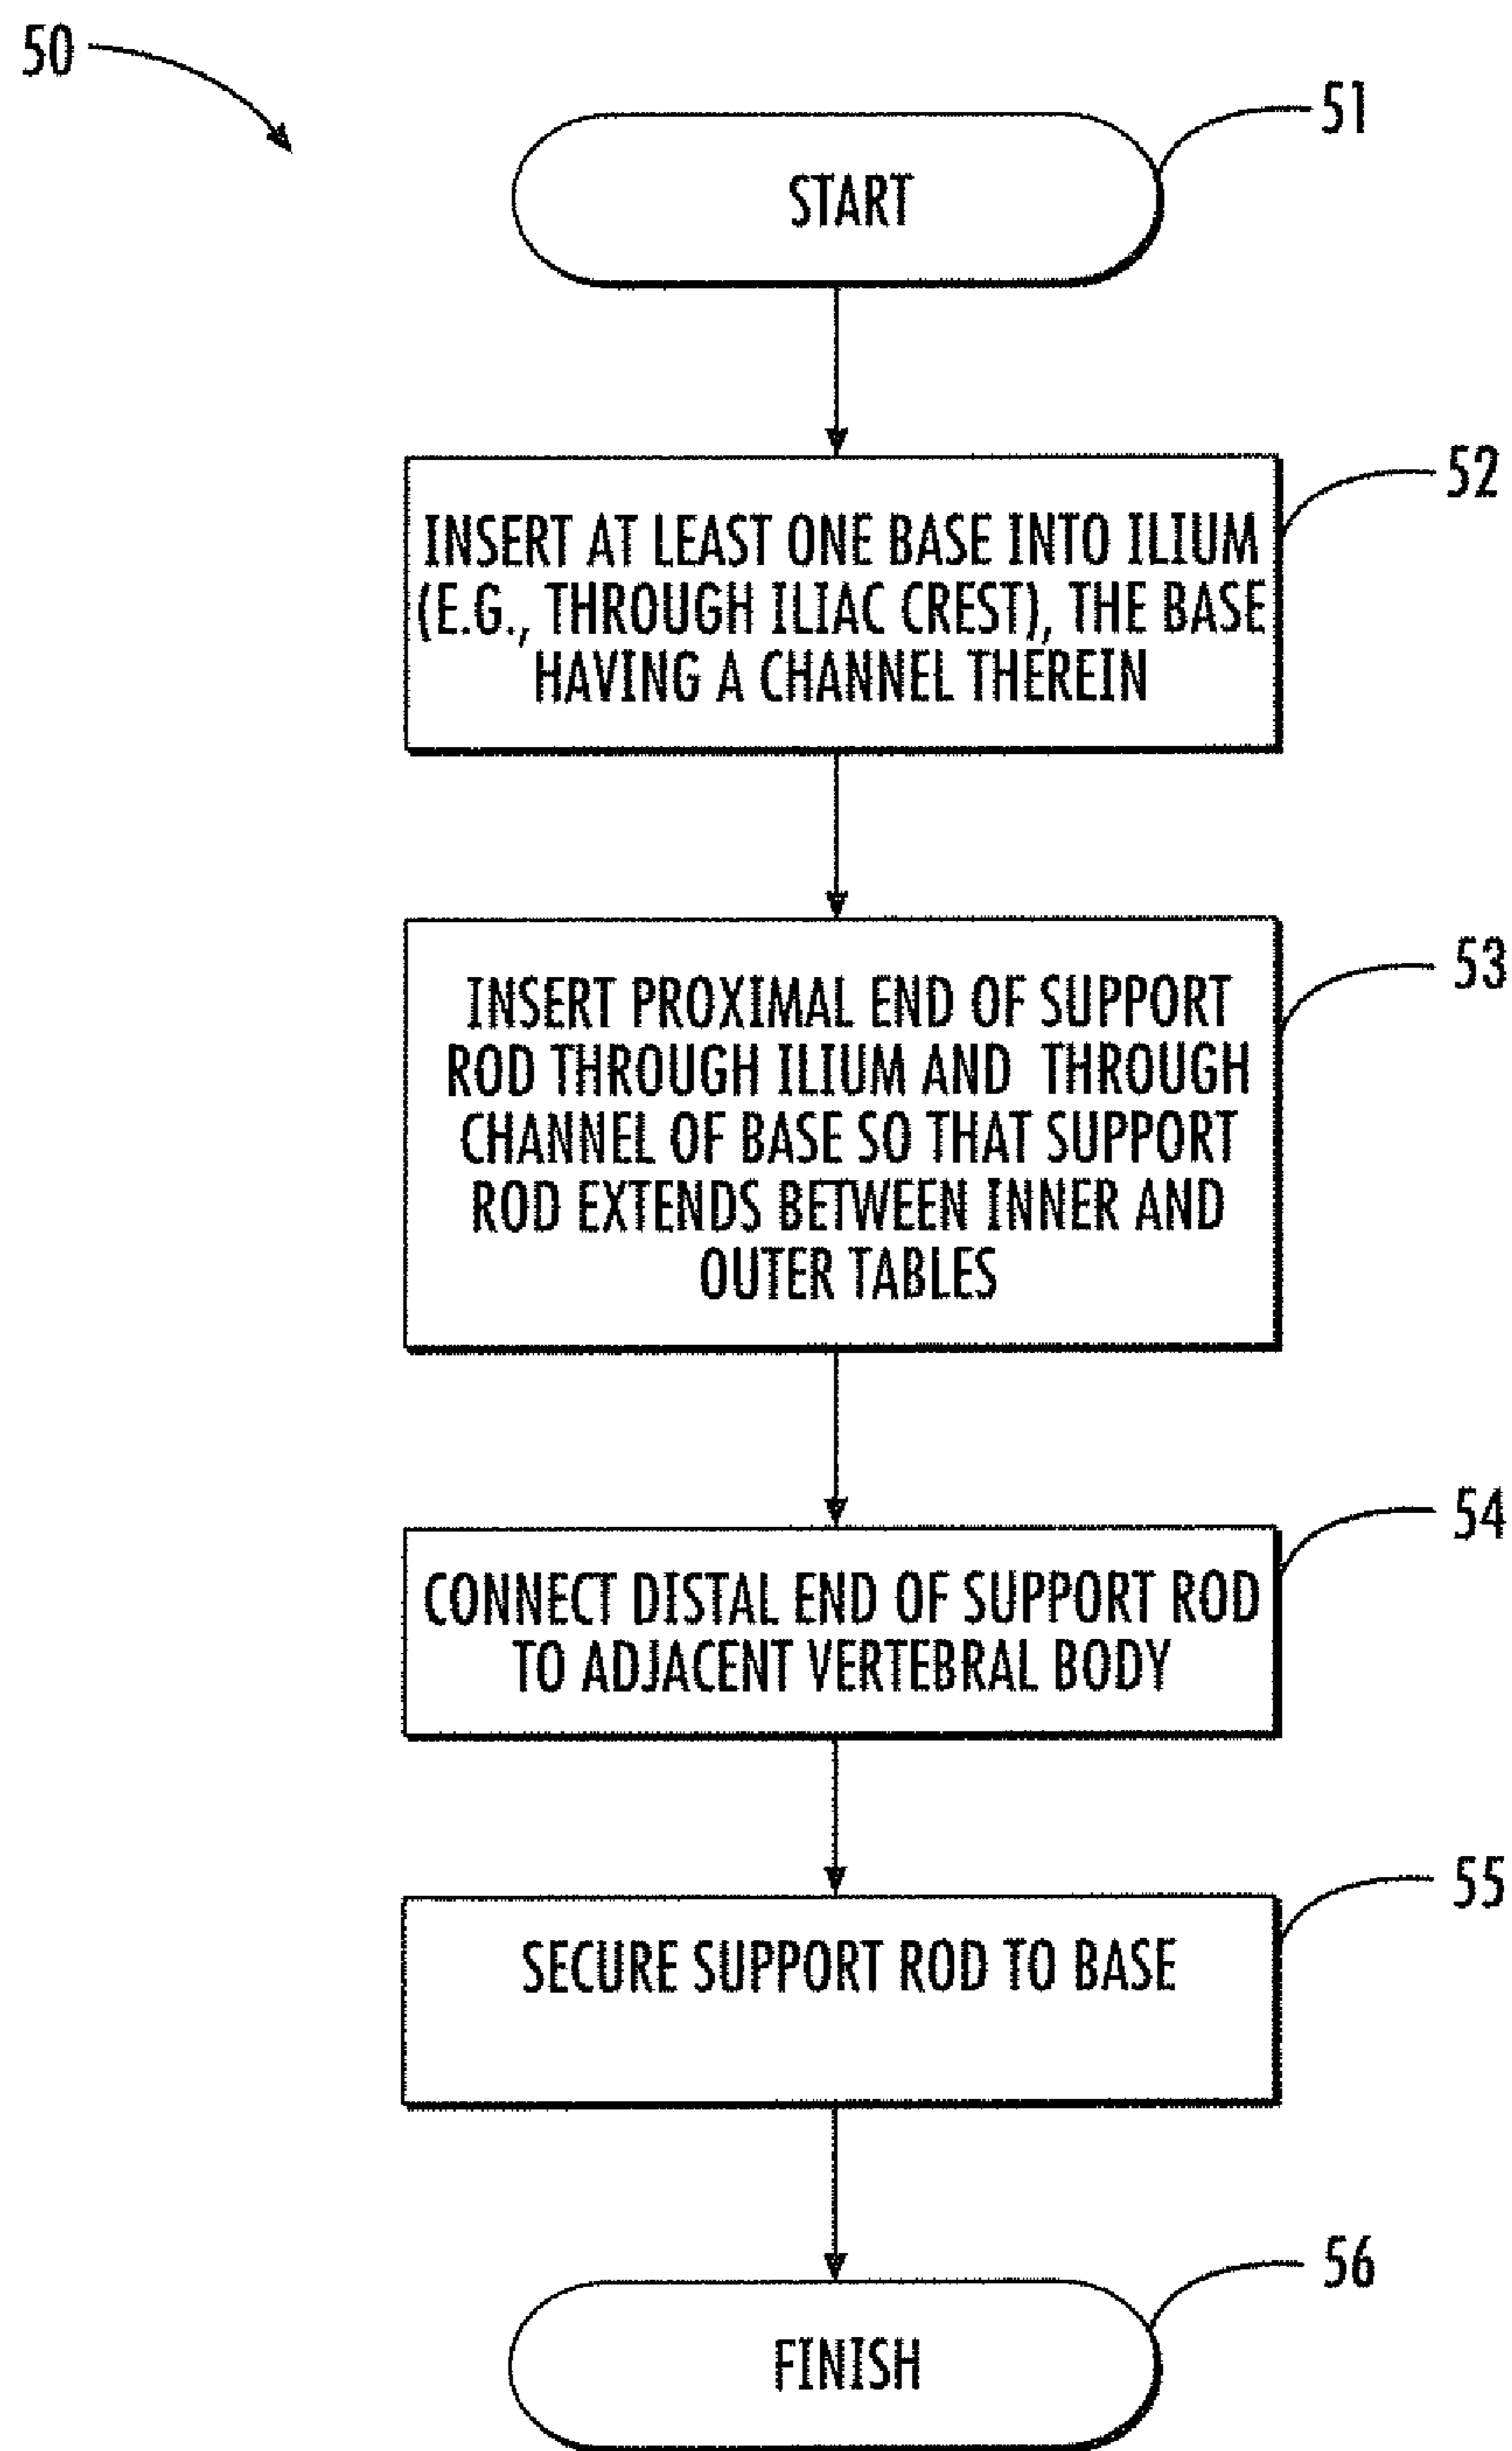 50
51
START
52
INSERT AT LEAST ONE BASE INTO ILIUM
(E.G., THROUGH ILIAC CREST), THE BASE
HAVING A CHANNEL THEREIN
53
INSERT PROXIMAL END OF SUPPORT
ROD THROUGH ILIUM AND THROUGH
CHANNEL OF BASE SO THAT SUPPORT
ROD EXTENDS BETWEEN INNER AND
OUTER TABLES
54
CONNECT DISTAL END OF SUPPORT ROD
TO ADJACENT VERTEBRAL BODY
55
SECURE SUPPORT ROD TO BASE
56
FINISH